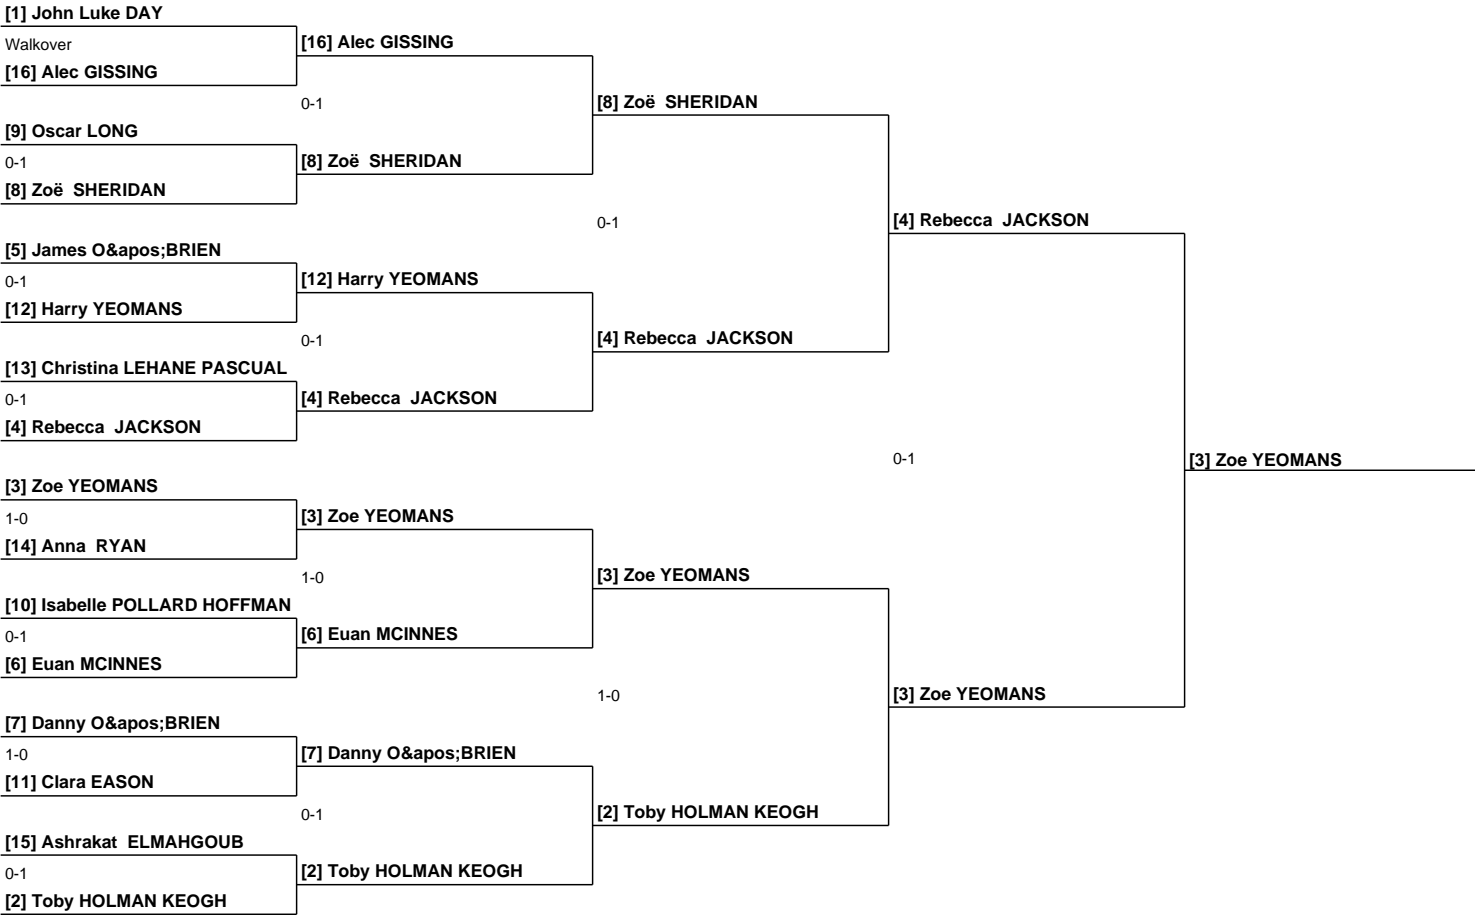 [1] John Luke DAY
Walkover
[16] Alec GISSING
[9] Oscar LONG
0-1
[8] Zoë  SHERIDAN
[5] James O&apos;BRIEN
0-1
[12] Harry YEOMANS
[13] Christina LEHANE PASCUAL
0-1
[4] Rebecca  JACKSON
[3] Zoe YEOMANS
1-0
[14] Anna  RYAN
[10] Isabelle POLLARD HOFFMAN
0-1
[6] Euan MCINNES
[7] Danny O&apos;BRIEN
1-0
[11] Clara EASON
[15] Ashrakat  ELMAHGOUB
0-1
[2] Toby HOLMAN KEOGH
[16] Alec GISSING
0-1
[8] Zoë  SHERIDAN
[12] Harry YEOMANS
0-1
[4] Rebecca  JACKSON
[3] Zoe YEOMANS
1-0
[6] Euan MCINNES
[7] Danny O&apos;BRIEN
0-1
[2] Toby HOLMAN KEOGH
[8] Zoë  SHERIDAN
0-1
[4] Rebecca  JACKSON
[3] Zoe YEOMANS
1-0
[2] Toby HOLMAN KEOGH
[4] Rebecca  JACKSON
0-1
[3] Zoe YEOMANS
[3] Zoe YEOMANS